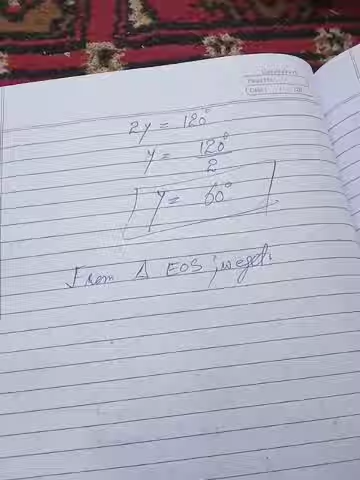 2y = 120°
y = 120°
2
y = 60°
From Δ EOS, we get.